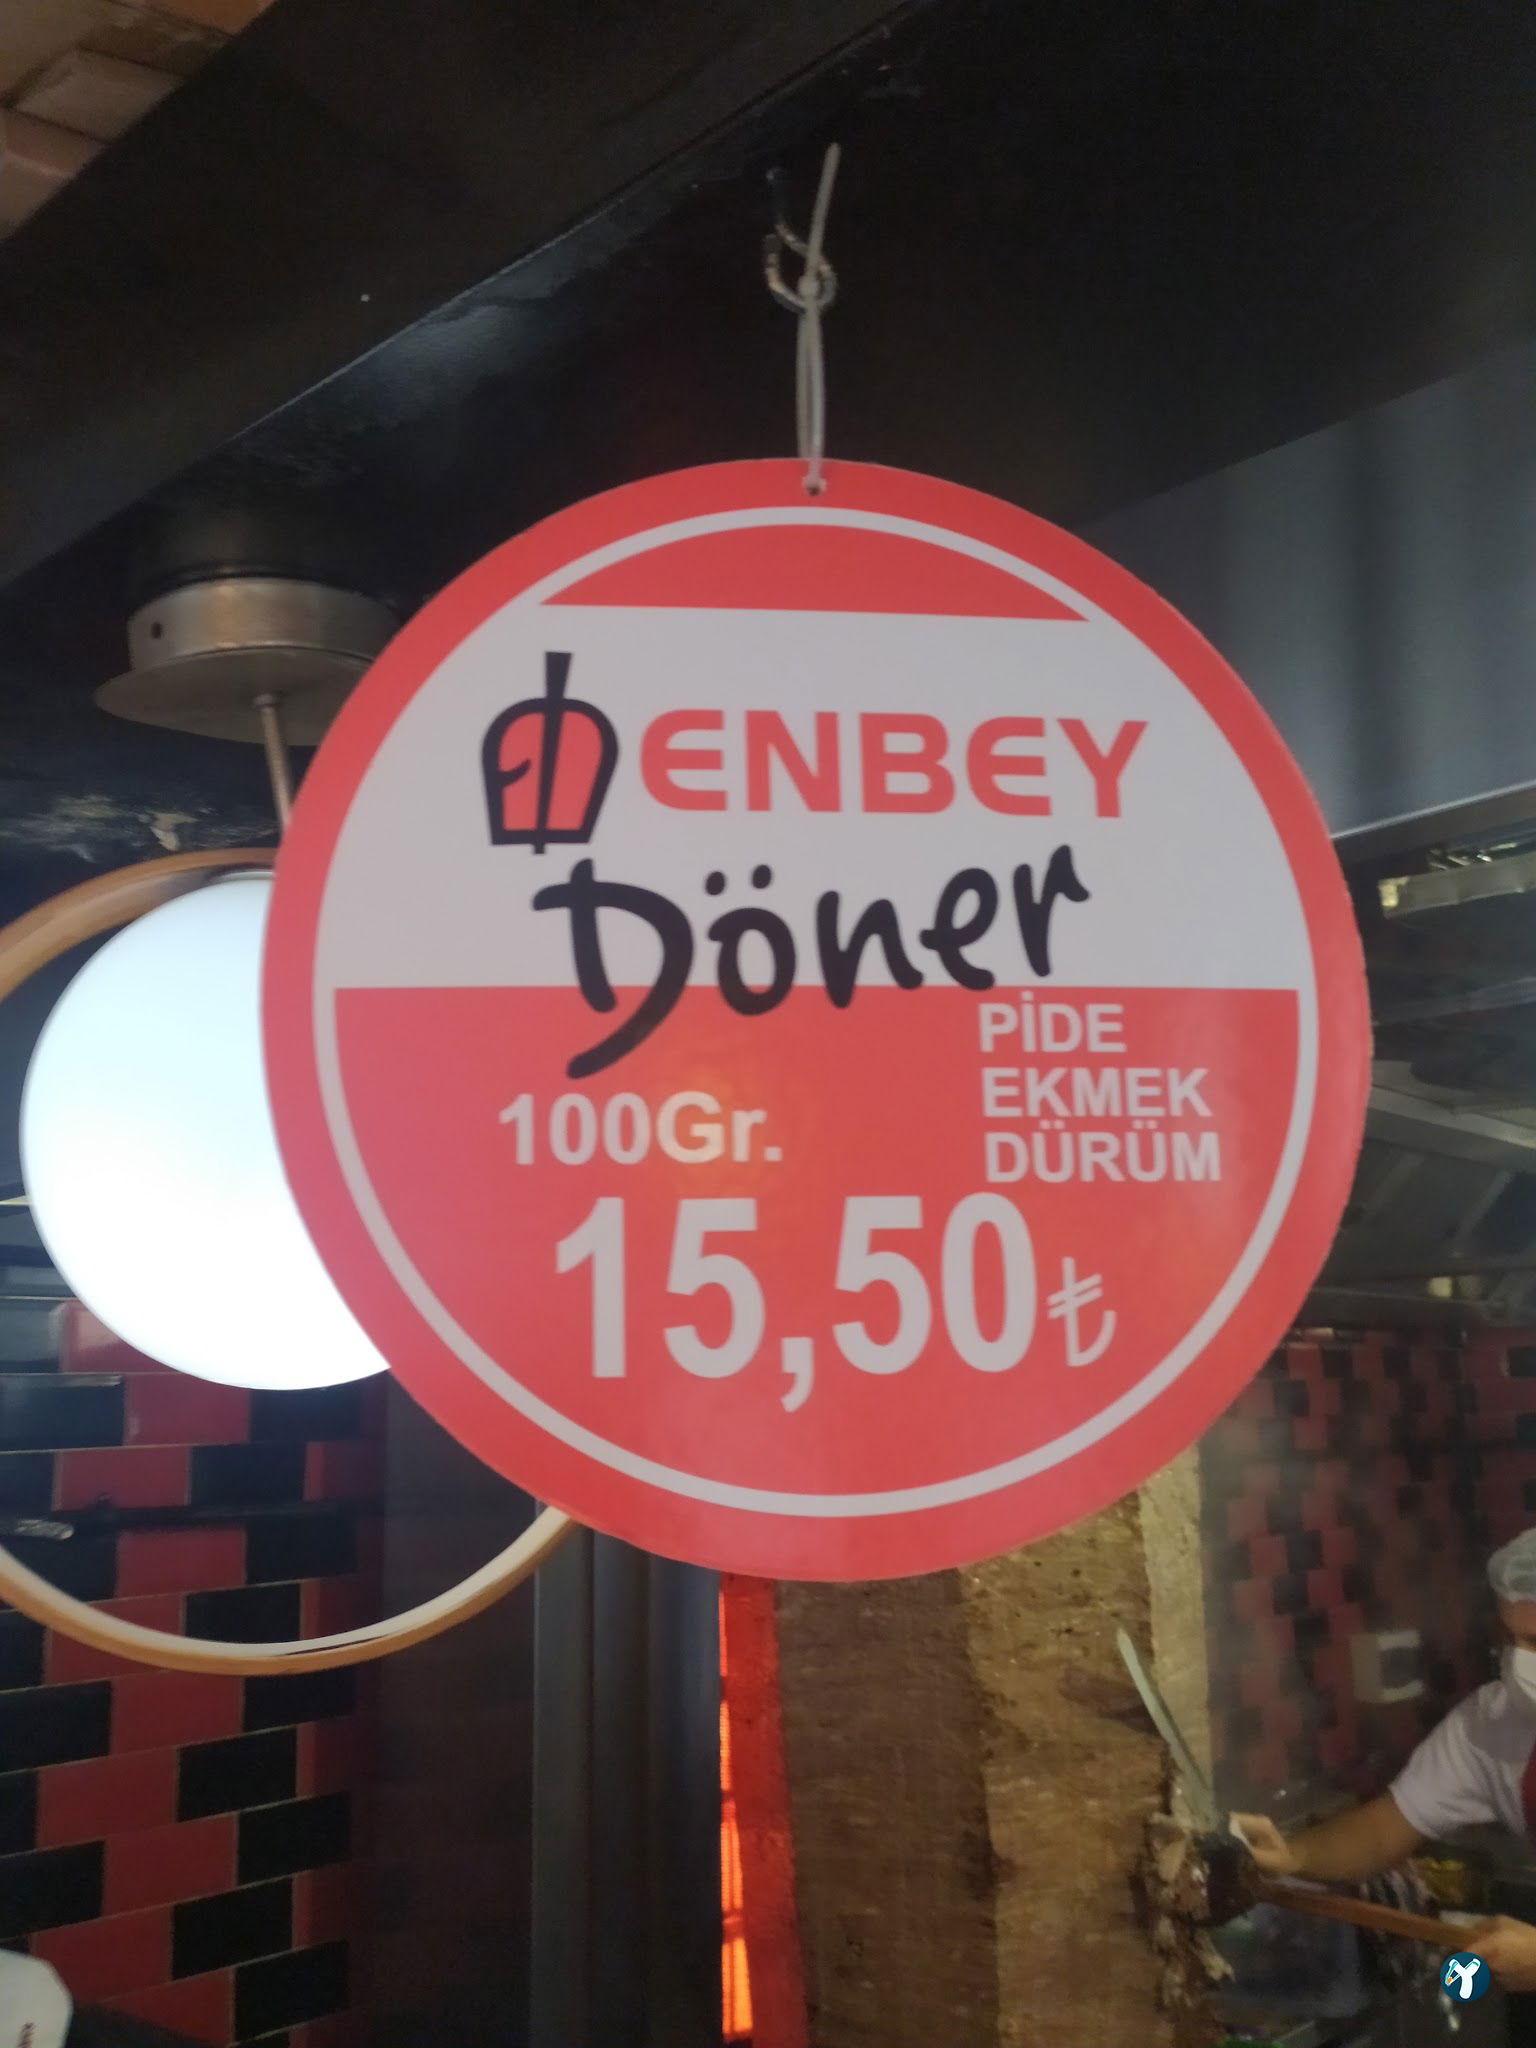 ENBEY
Döner
PİDE
EKMEK
DÜRÜM
100Gr.
15,50₺